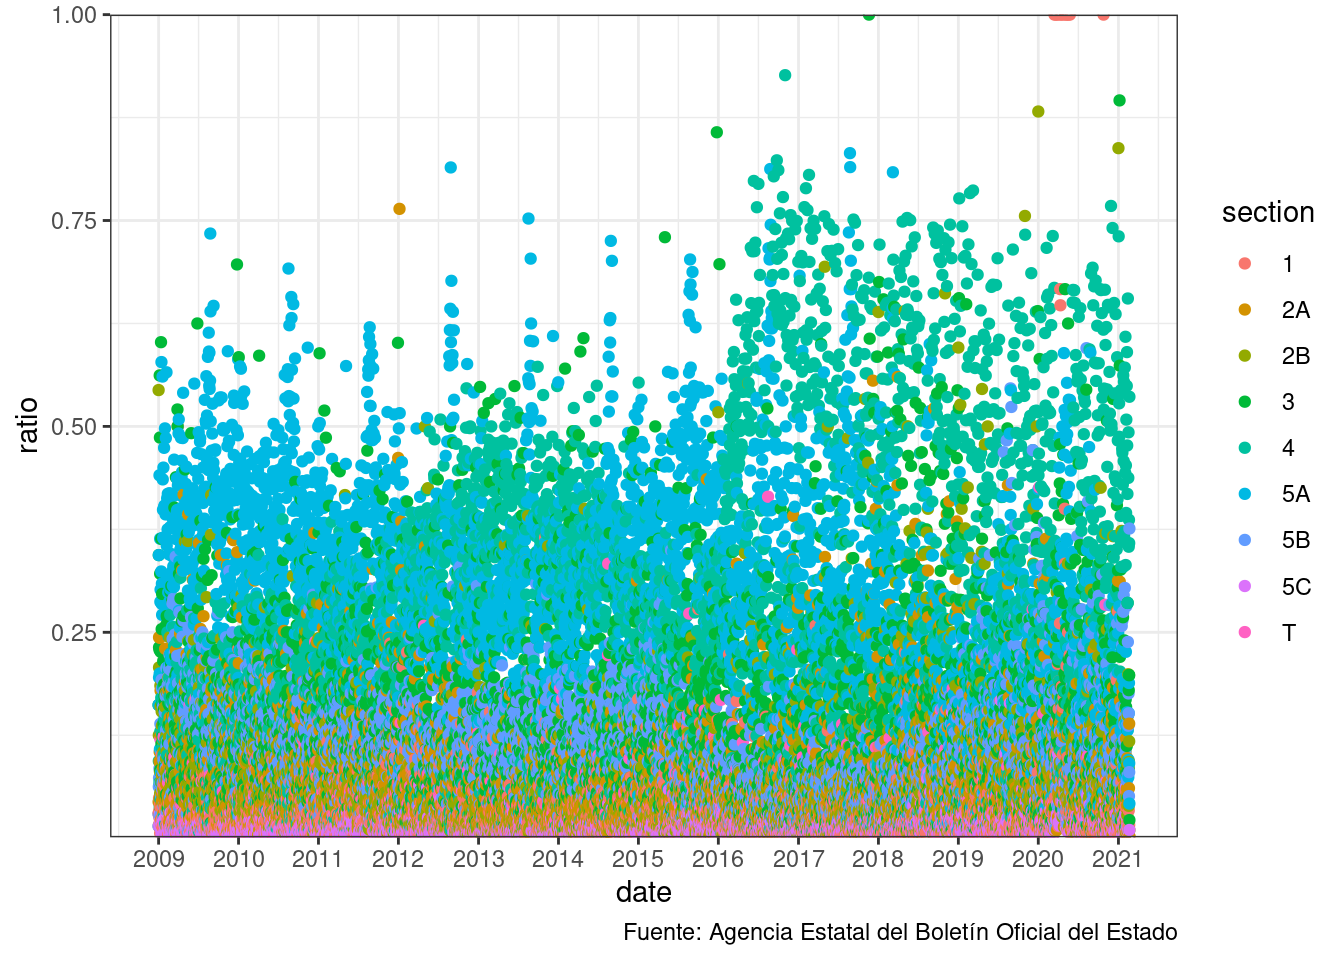 1.00
0.75
0.50
0.25
ratio
2009 2010 2011 2012 2013 2014 2015 2016 2017 2018 2019 2020 2021
date
Fuente: Agencia Estatal del Boletín Oficial del Estado
section
1
2A
2B
3
4
5A
5B
5C
T